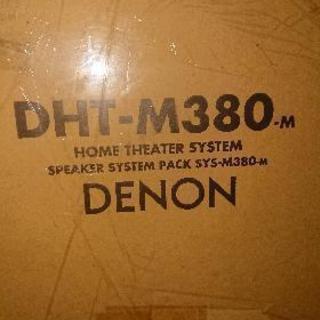 DHT-M380-M
HOME THEATER SYSTEM
SPEAKER SYSTEM PACK SYS-M380-M
DENON